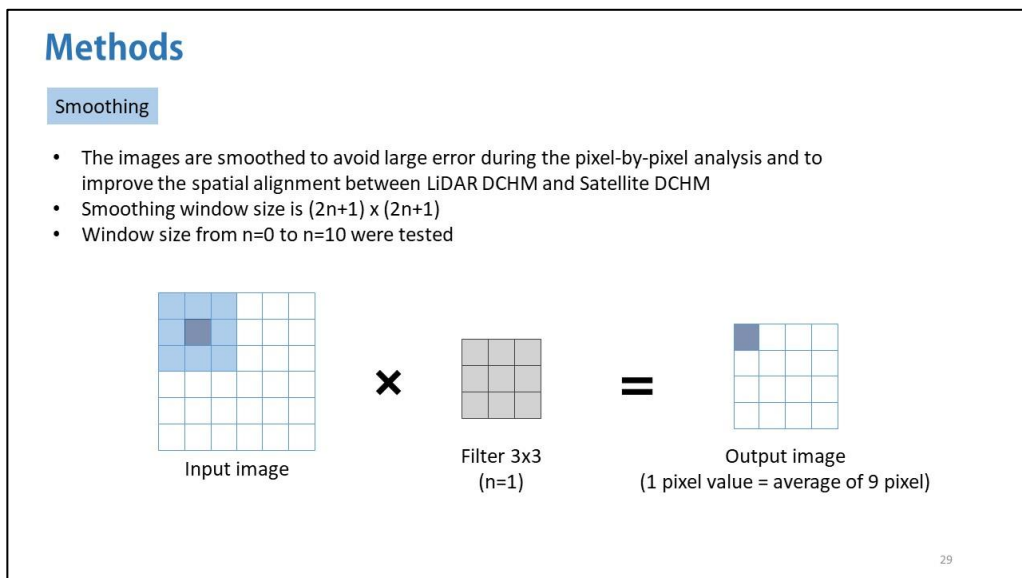 Methods
Smoothing
• The images are smoothed to avoid large error during the pixel-by-pixel analysis and to
improve the spatial alignment between LiDAR DCHM and Satellite DCHM
• Smoothing window size is (2n+1) x (2n+1)
• Window size from n=0 to n=10 were tested
×
=
Input image
Filter 3x3
(n=1)
Output image
(1 pixel value = average of 9 pixel)
29